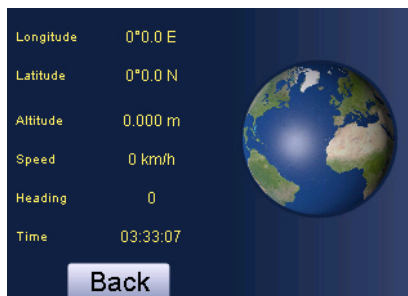 Longitude 0°0.0 E
Latitude 0°0.0 N
Altitude 0.000 m
Speed 0 km/h
Heading 0
Time 03:33:07
Back